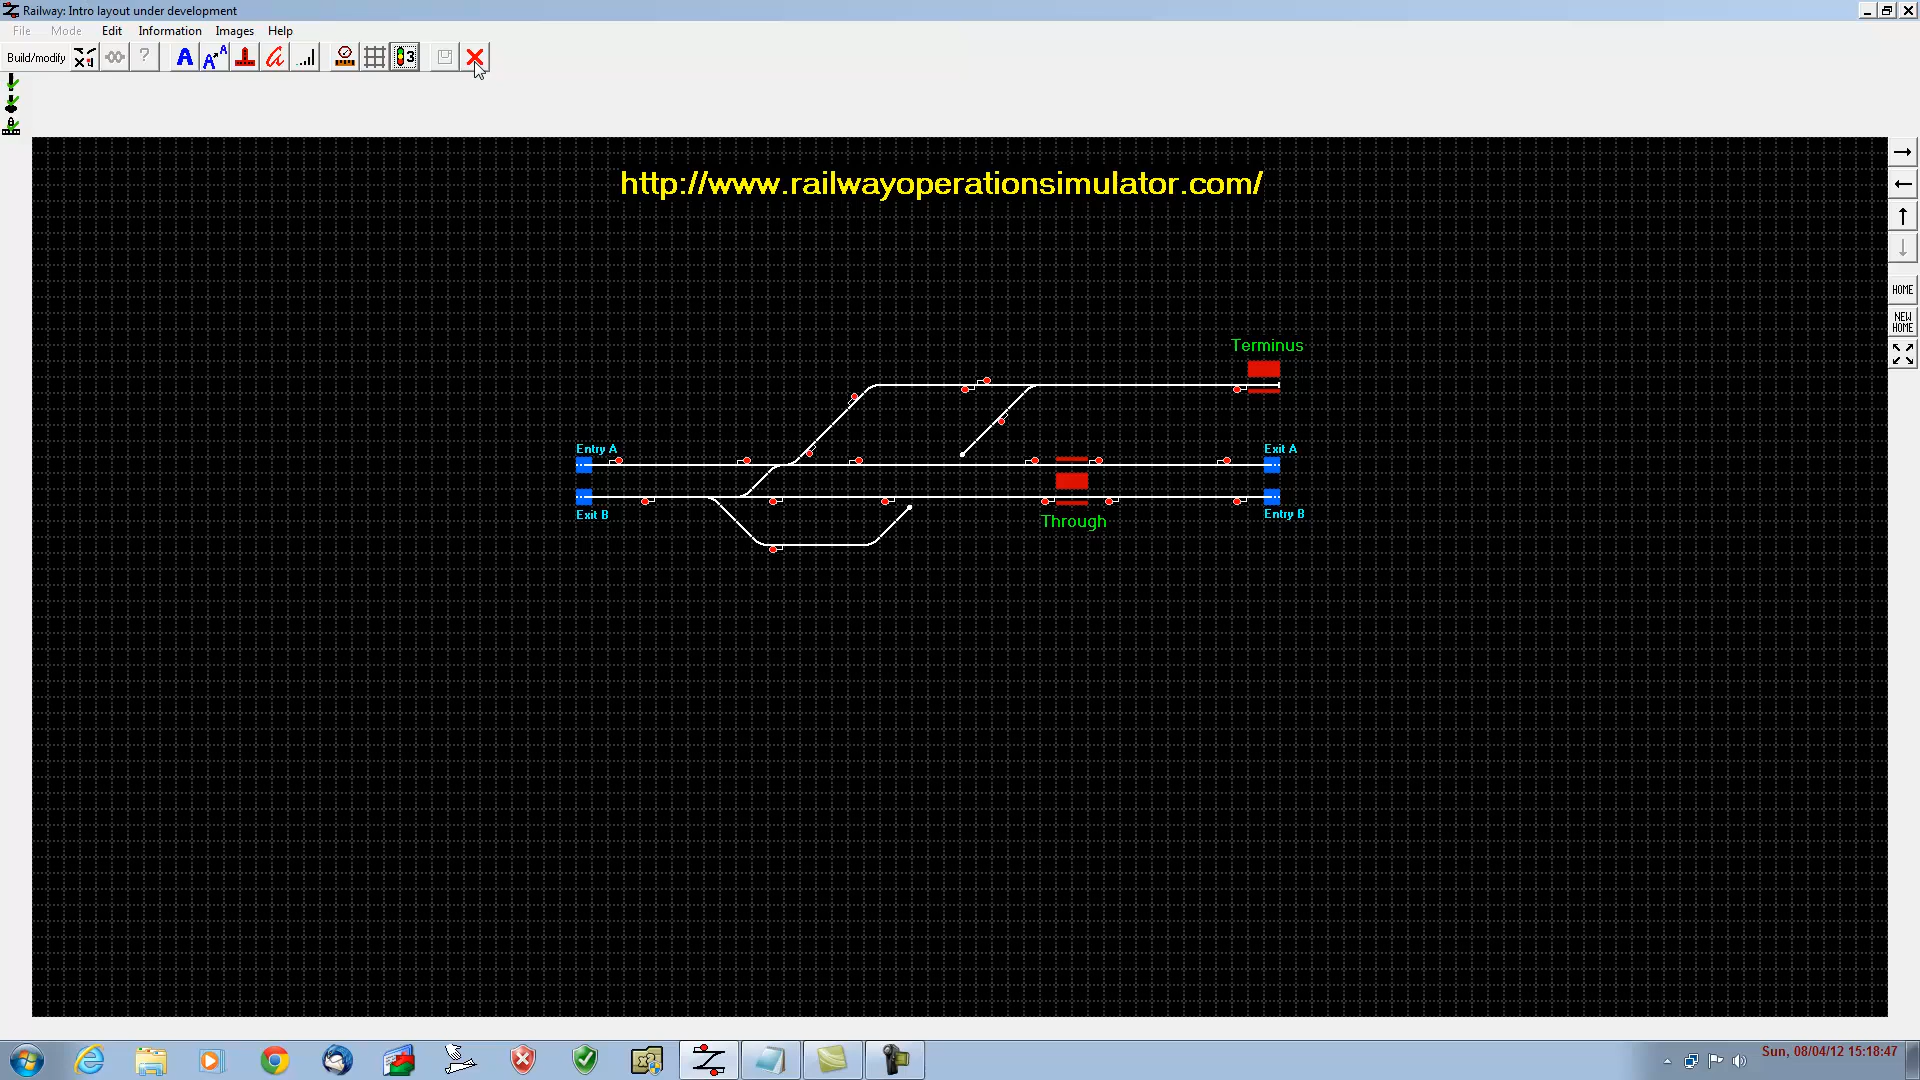 Railway: Intro layout under development
File Mode Edit Information Images Help
Build/modify
?
A
A A
a
3
http://www.railwayoperationsimulator.com/
HOME
NEW
HOME
Terminus
Entry A
Exit A
Exit B
Entry B
Through
Sun, 08/04/12 15:18:47